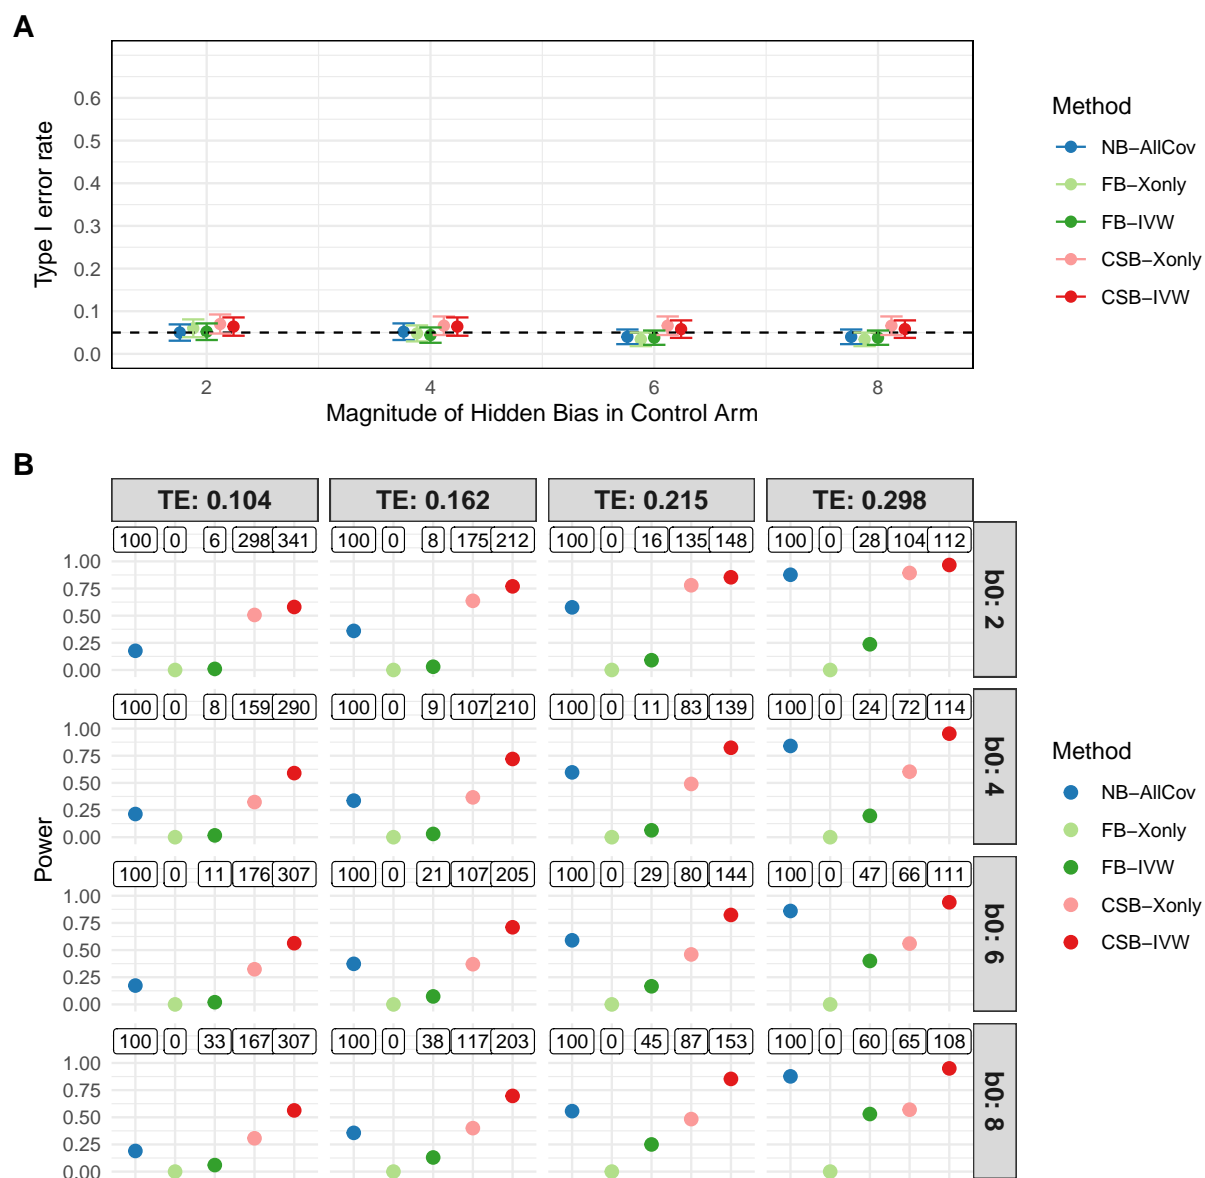 A
Type I error rate
0.6
0.5
0.4
0.3
0.2
0.1
0.0
2 4 6 8
Magnitude of Hidden Bias in Control Arm
Method
NB−AllCov
FB−Xonly
FB−IVW
CSB−Xonly
CSB−IVW
B
TE: 0.104 TE: 0.162 TE: 0.215 TE: 0.298
Power
100 0 6 298 341 100 0 8 175 212 100 0 16 135 148 100 0 28 104 112
1.00
0.75
0.50
0.25
0.00
b0: 2
100 0 8 159 290 100 0 9 107 210 100 0 11 83 139 100 0 24 72 114
1.00
0.75
0.50
0.25
0.00
b0: 4
100 0 11 176 307 100 0 21 107 205 100 0 29 80 144 100 0 47 66 111
1.00
0.75
0.50
0.25
0.00
b0: 6
100 0 33 167 307 100 0 38 117 203 100 0 45 87 153 100 0 60 65 108
1.00
0.75
0.50
0.25
0.00
b0: 8
Method
NB−AllCov
FB−Xonly
FB−IVW
CSB−Xonly
CSB−IVW